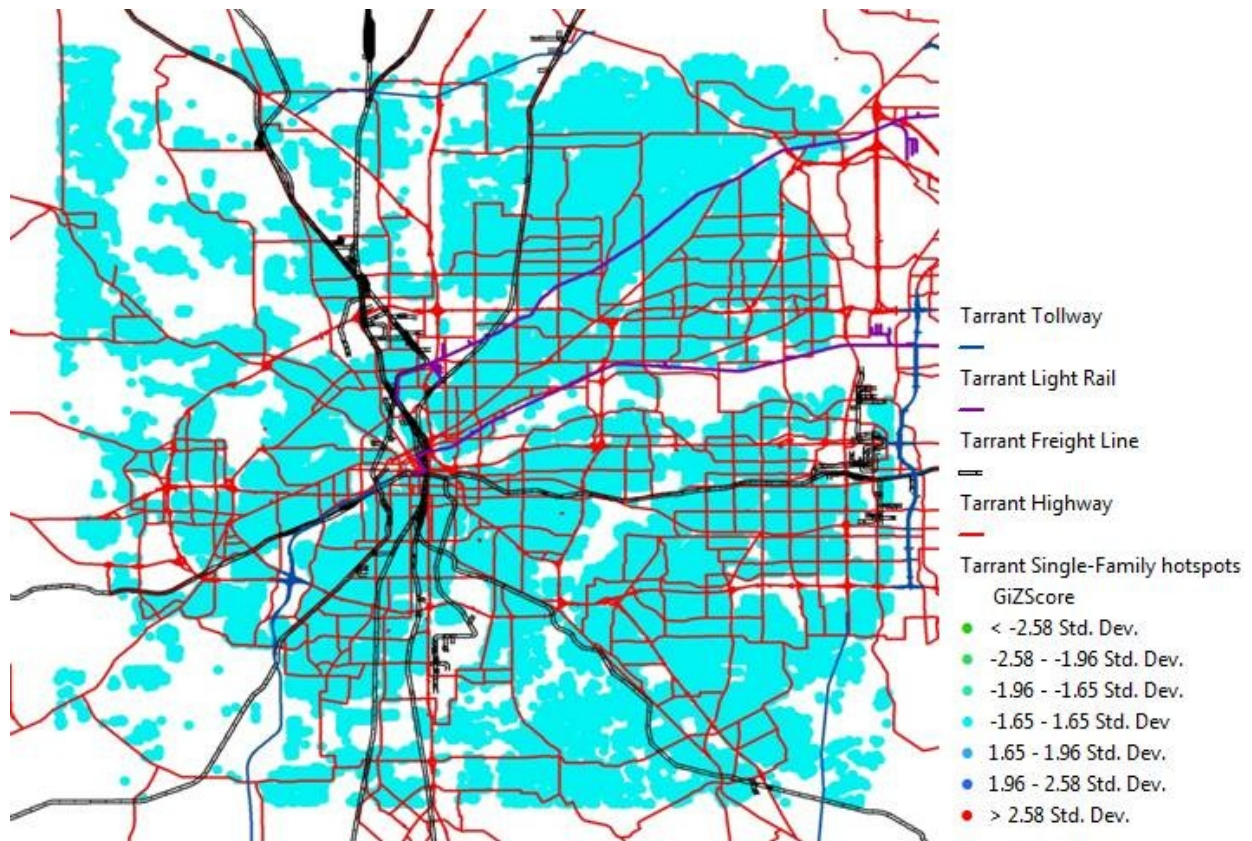 Tarrant Tollway
Tarrant Light Rail
Tarrant Freight Line
Tarrant Highway
Tarrant Single-Family hotspots
GiZScore
< -2.58 Std. Dev.
-2.58 - -1.96 Std. Dev.
-1.96 - -1.65 Std. Dev.
-1.65 - 1.65 Std. Dev
1.65 - 1.96 Std. Dev.
1.96 - 2.58 Std. Dev.
> 2.58 Std. Dev.